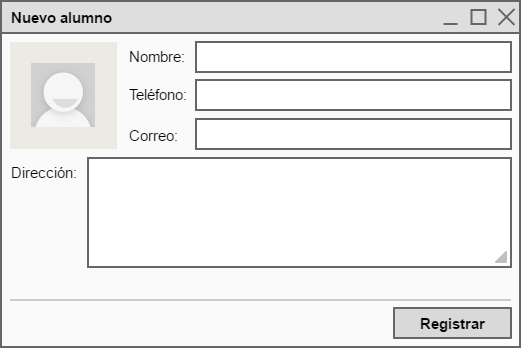 Nuevo alumno
Nombre:
Teléfono:
Correo:
Dirección:
Registrar